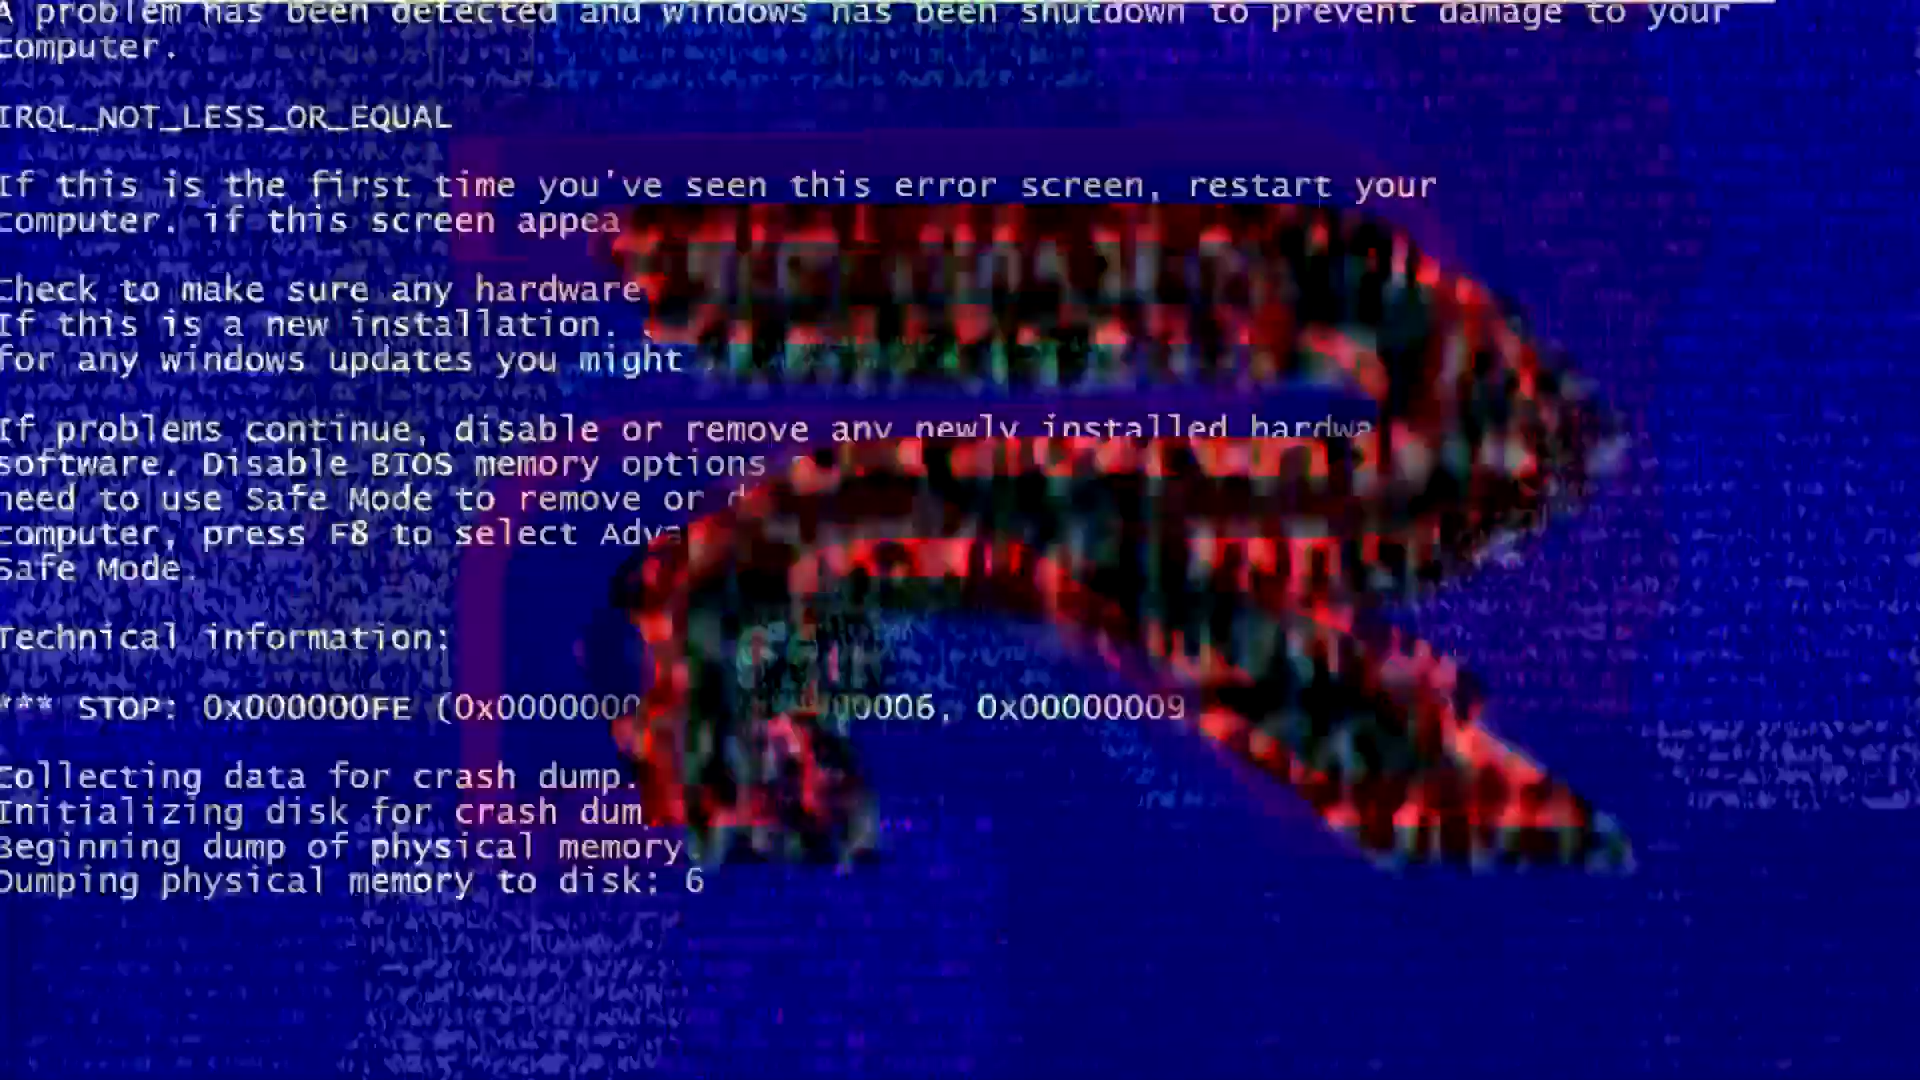 A problem has been detected and windows has been shutdown to prevent damage to your
computer.
IRQL_NOT_LESS_OR_EQUAL
If this is the first time you've seen this error screen, restart your
computer. if this screen appea
Check to make sure any hardware
If this is a new installation.
for any windows updates you might
If problems continue, disable or remove any newly installed hardwa
software. Disable BIOS memory options
need to use Safe Mode to remove or d
computer, press F8 to select Adva
Safe Mode.
Technical information:
*** STOP: 0x000000FE (0x0000000 00006, 0x00000009
Collecting data for crash dump.
Initializing disk for crash dum
Beginning dump of physical memory
Dumping physical memory to disk: 6